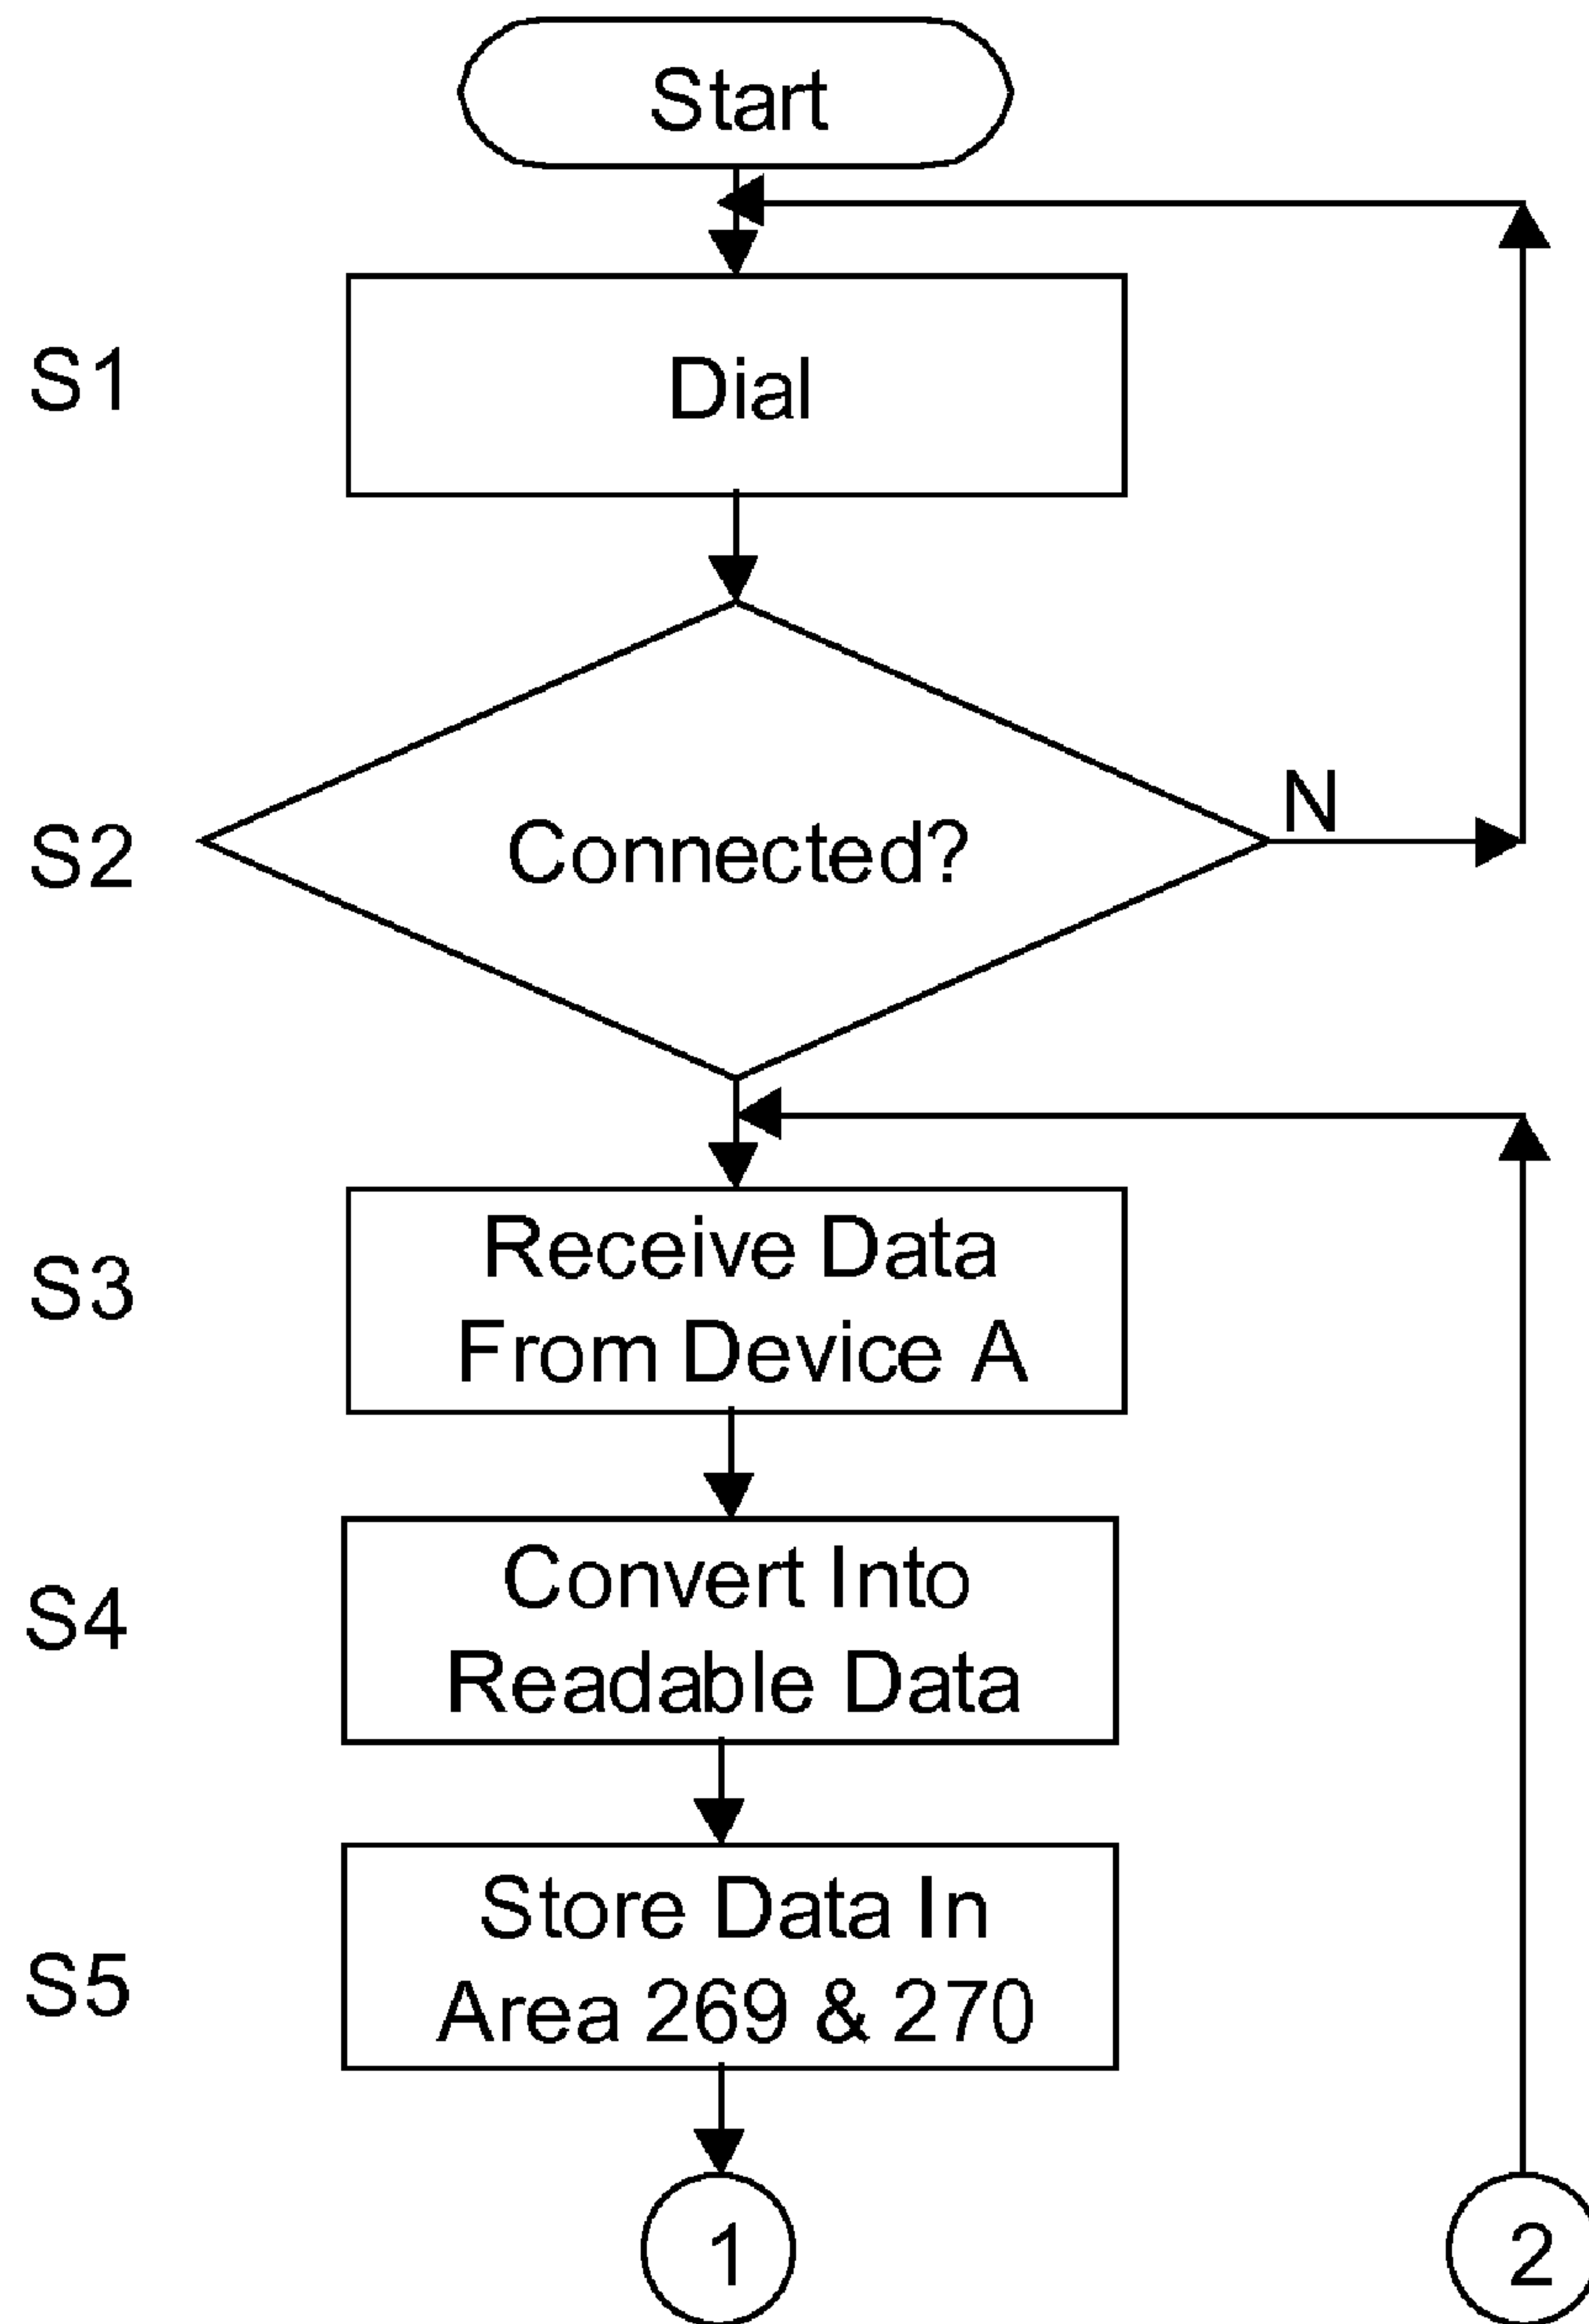 Start
S1
Dial
S2
Connected?
N
S3
Receive Data
From Device A
S4
Convert Into
Readable Data
S5
Store Data In
Area 269 & 270
1
2